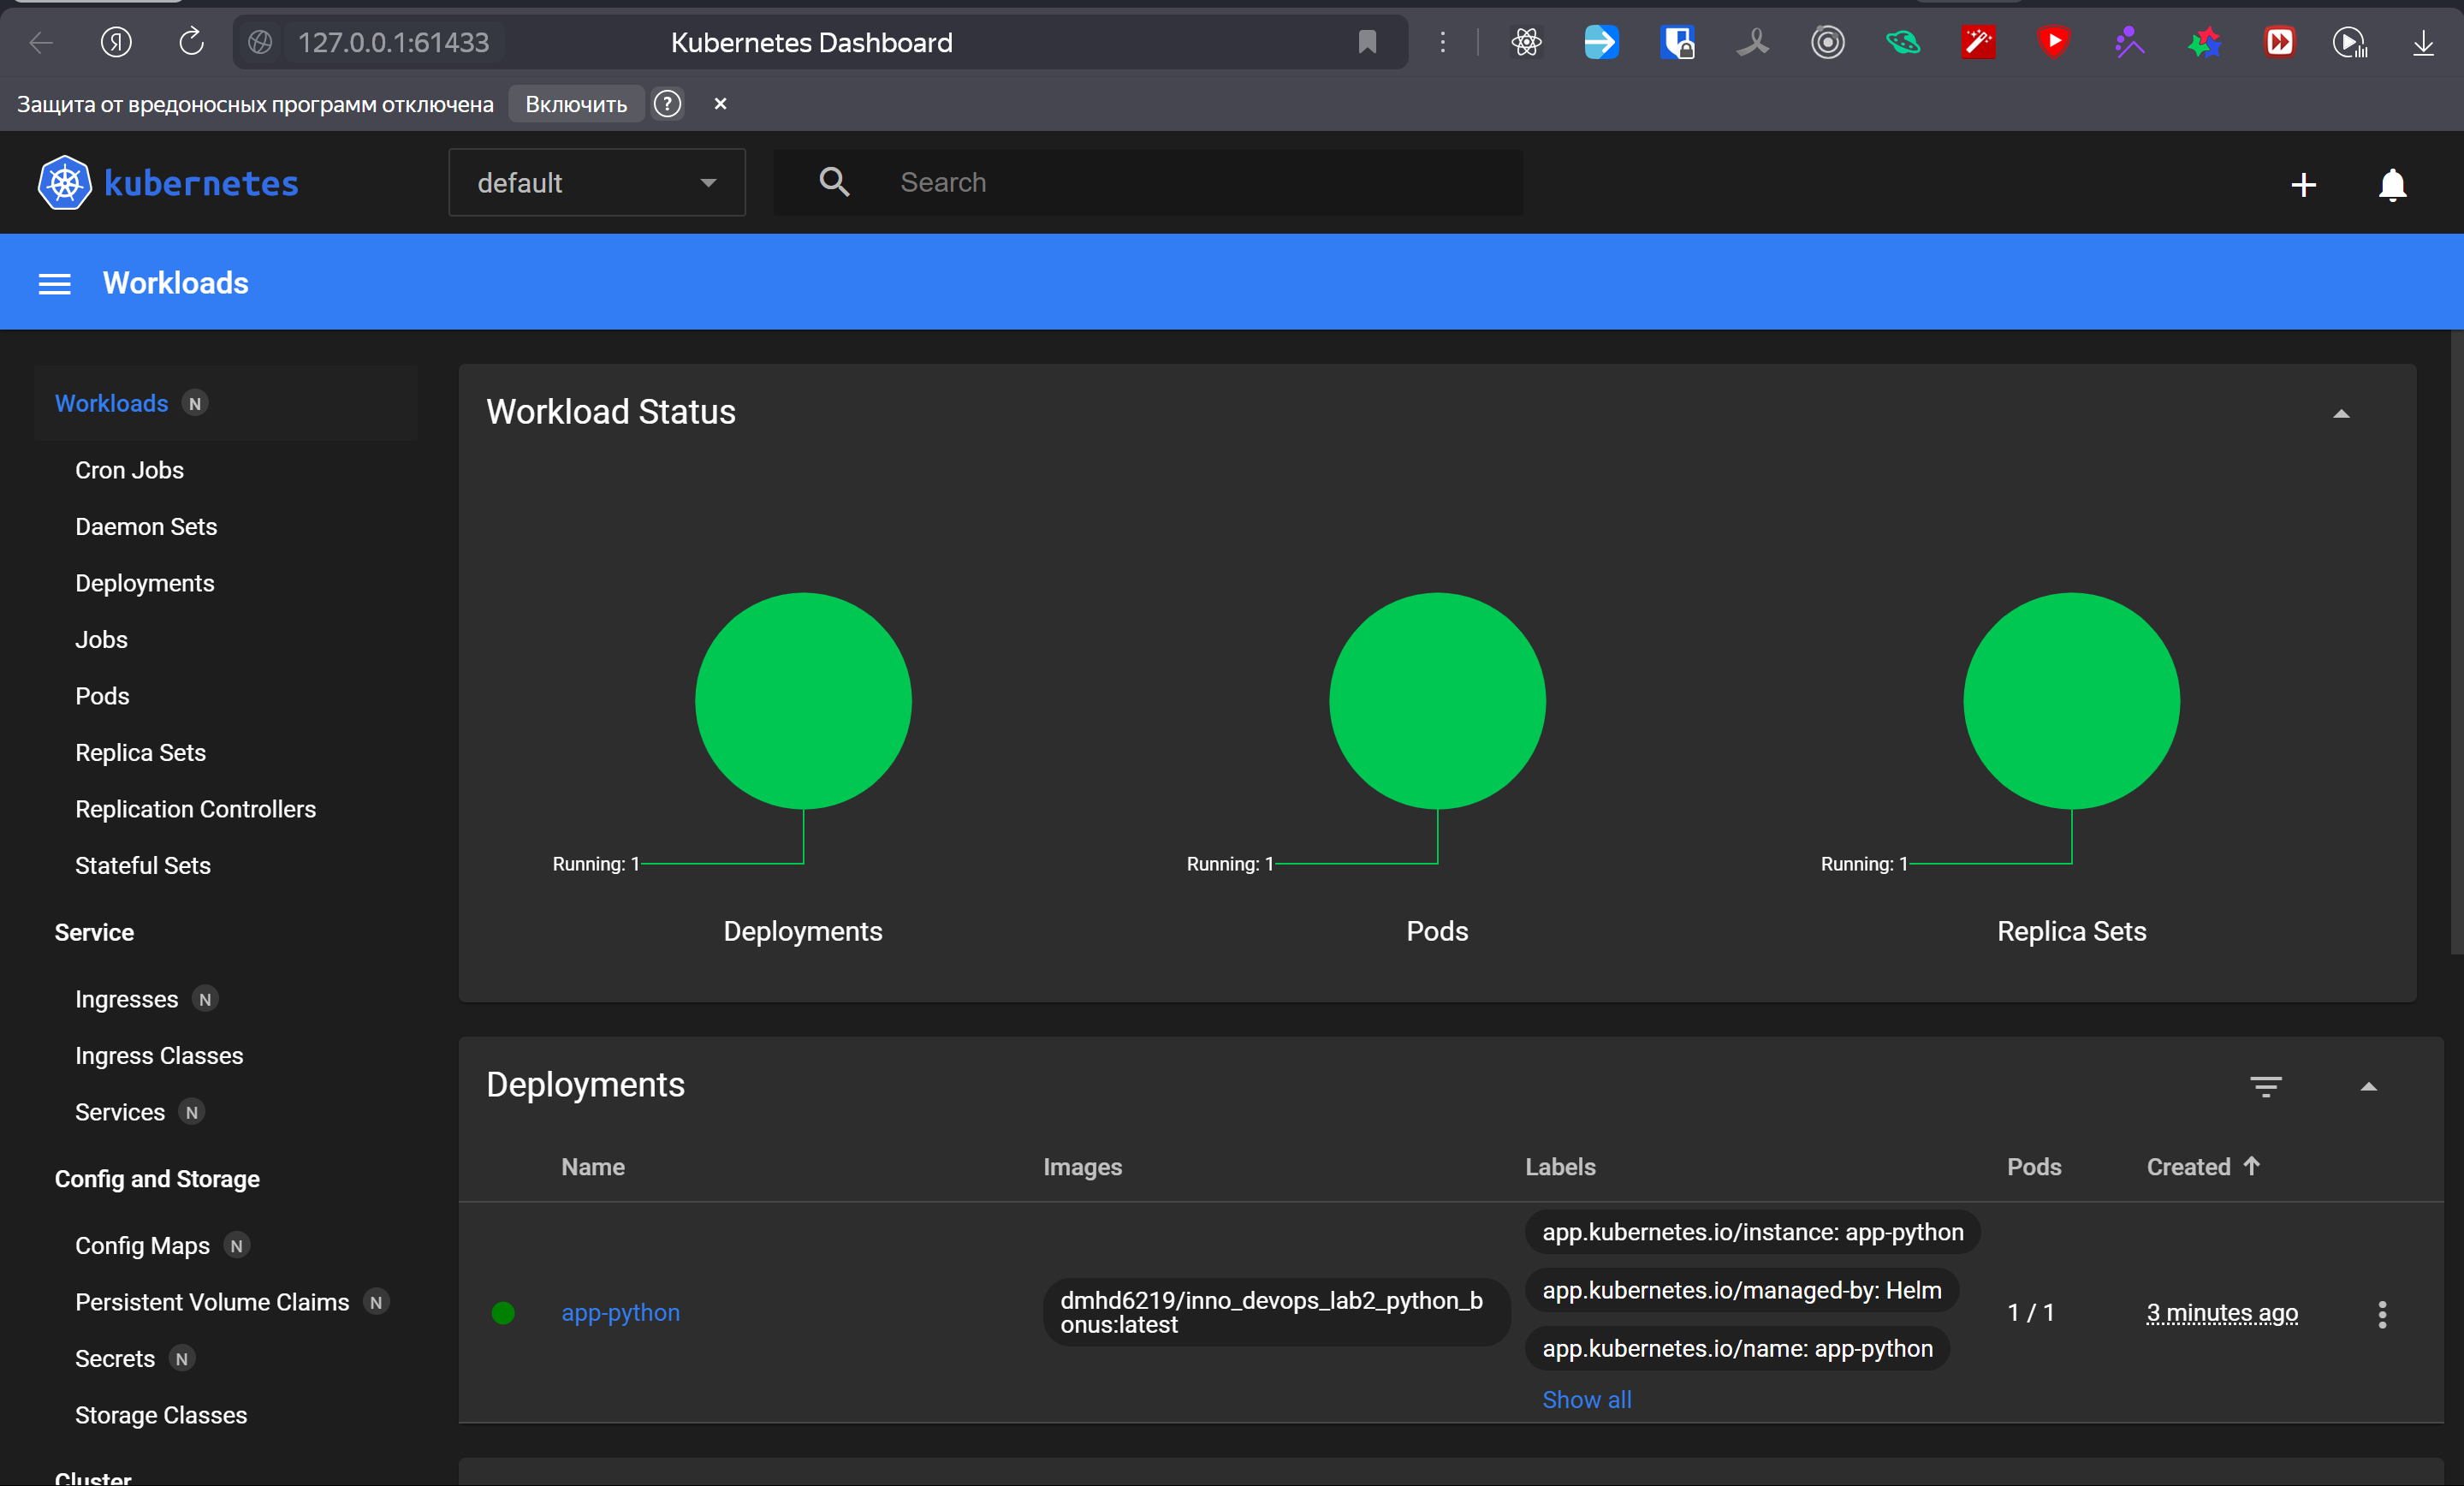 127.0.0.1:61433
Kubernetes Dashboard
Защита от вредоносных программ отключена
Включить
kubernetes
default
Search
Workloads
Workloads N
Cron Jobs
Daemon Sets
Deployments
Jobs
Pods
Replica Sets
Replication Controllers
Stateful Sets
Service
Ingresses N
Ingress Classes
Services N
Config and Storage
Config Maps N
Persistent Volume Claims N
Secrets N
Storage Classes
Cluster
Workload Status
Running: 1
Running: 1
Running: 1
Deployments
Pods
Replica Sets
Deployments
Name
Images
Labels
Pods
Created
app-python
dmhd6219/inno_devops_lab2_python_b
onus:latest
app.kubernetes.io/instance: app-python
app.kubernetes.io/managed-by: Helm
app.kubernetes.io/name: app-python
Show all
1 / 1
3 minutes ago